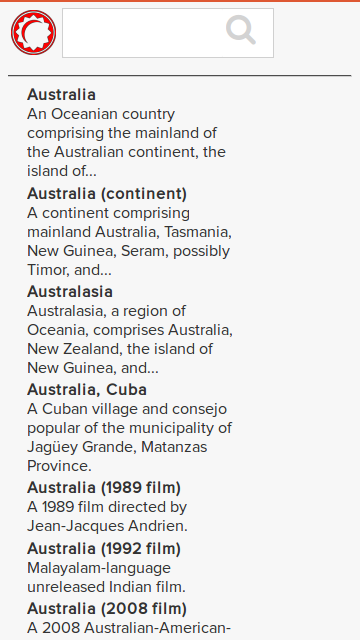 Australia
An Oceanian country
comprising the mainland of
the Australian continent, the
island of...
Australia (continent)
A continent comprising
mainland Australia, Tasmania,
New Guinea, Seram, possibly
Timor, and...
Australasia
Australasia, a region of
Oceania, comprises Australia,
New Zealand, the island of
New Guinea, and...
Australia, Cuba
A Cuban village and consejo
popular of the municipality of
Jagüey Grande, Matanzas
Province.
Australia (1989 film)
A 1989 film directed by
Jean-Jacques Andrien.
Australia (1992 film)
Malayalam-language
unreleased Indian film.
Australia (2008 film)
A 2008 Australian-American-